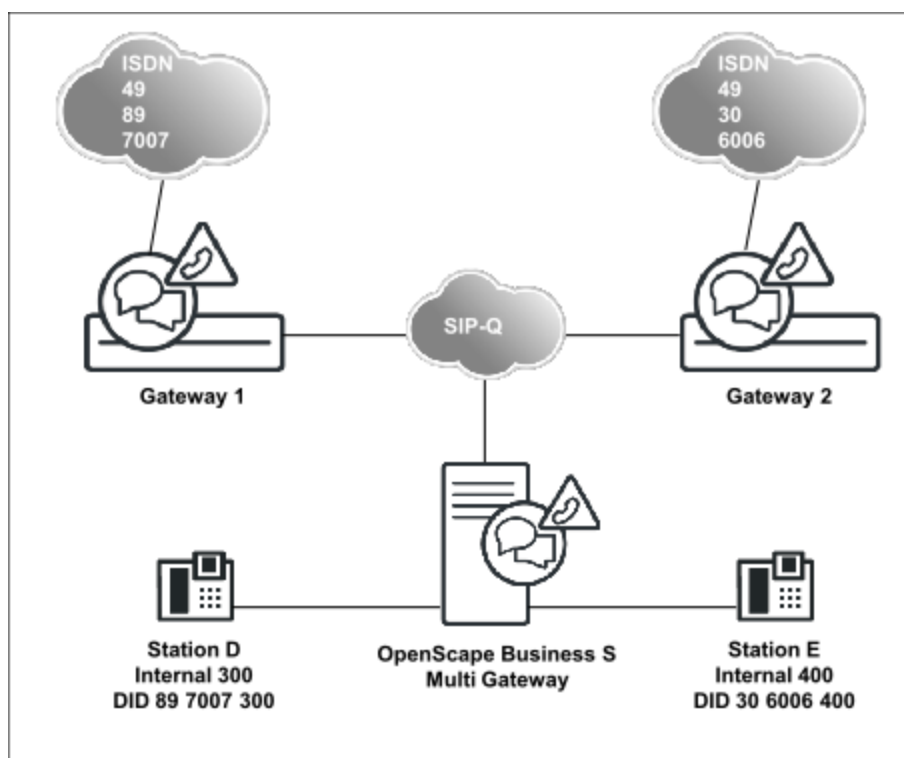 ISDN
49
89
7007
ISDN
49
30
6006
SIP-Q
Gateway 1
Gateway 2
Station D
Internal 300
DID 89 7007 300
OpenScape Business S
Multi Gateway
Station E
Internal 400
DID 30 6006 400